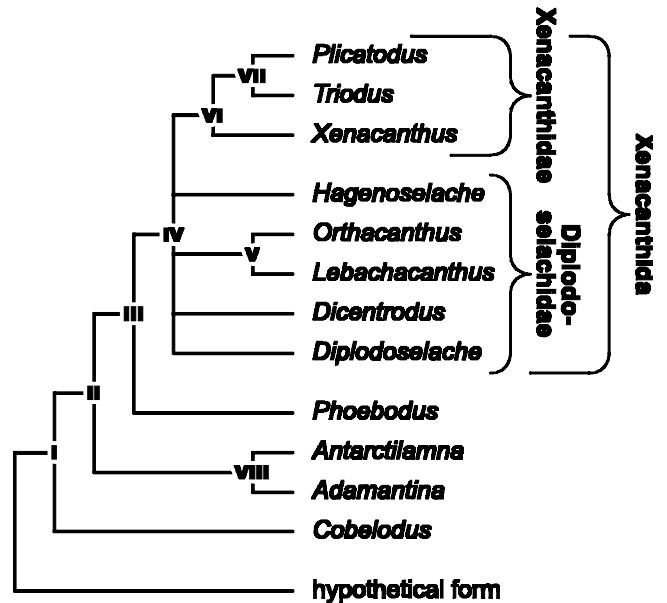 Plicatodus
VII
Triodus
VI
Xenacanthus
Xenacanthidae
Hagenoselache
IV
Orthacanthus
V
Lebachacanthus
Diplodo-
selachidae
Xenacanthida
III
Dicentrodus
Diplodoselache
II
Phoebodus
I
Antarctilamna
VIII
Adamantina
Cobelodus
hypothetical form